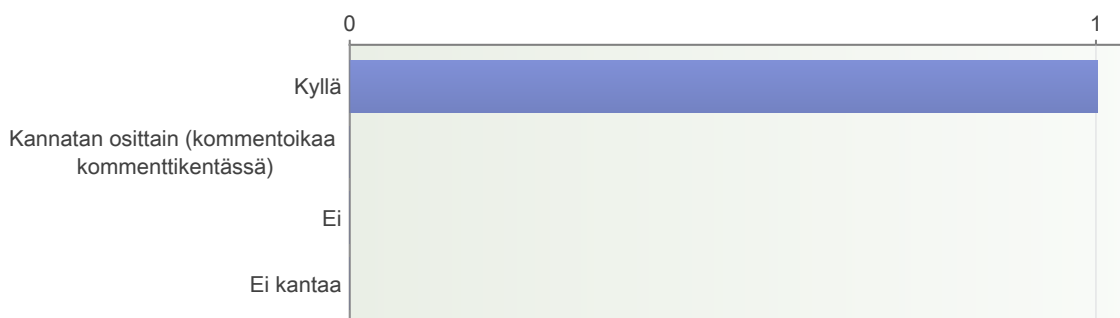 0 1
Kyllä
Kannatan osittain (kommentoikaa
kommenttikentässä)
Ei
Ei kantaa